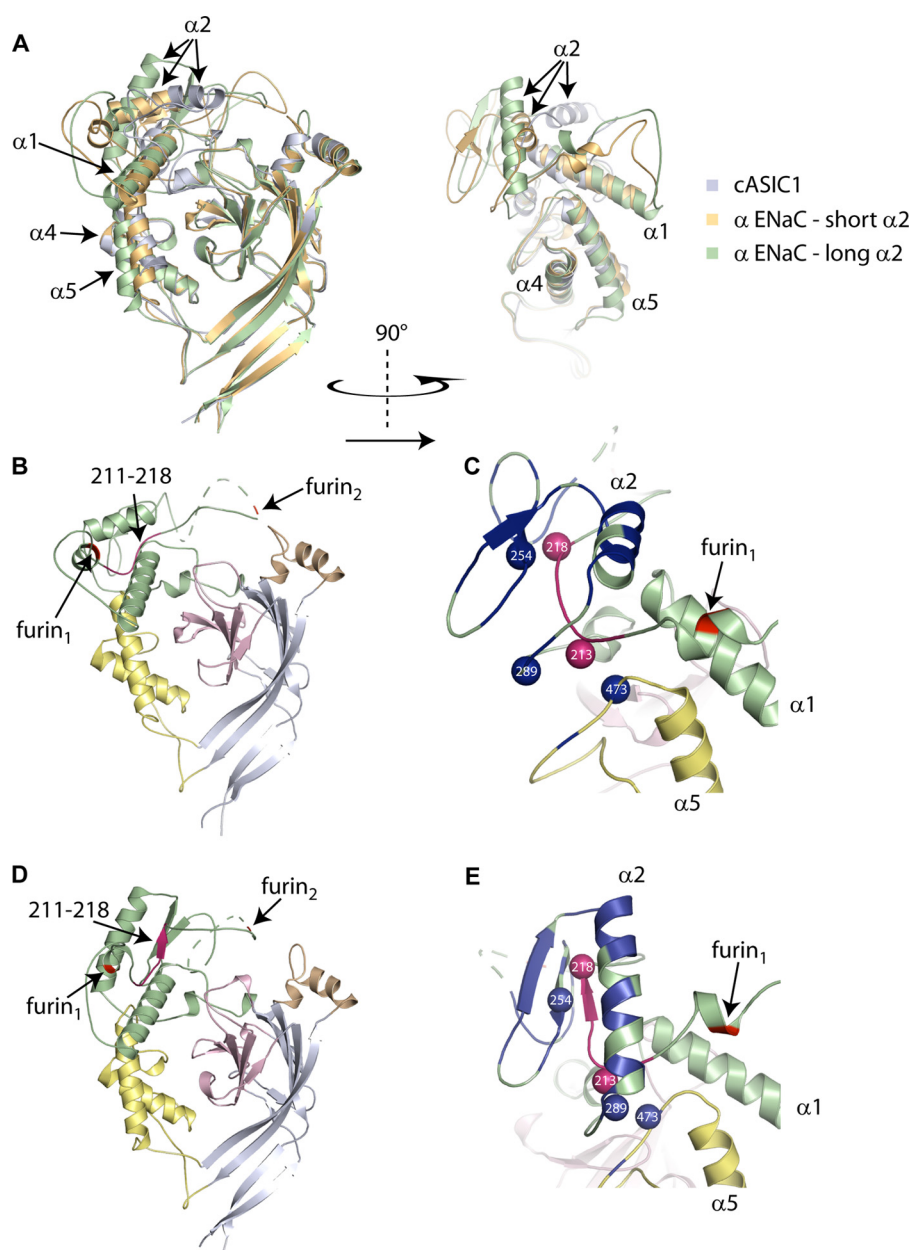 A
α2
α1
α4
α5
α2
α1
α4
α5
cASIC1
α ENaC - short α2
α ENaC - long α2
90°
B
211-218
furin2
furin1
C
α2
furin1
254
218
213
289
473
α1
α5
D
211-218
furin2
furin1
E
α2
furin1
218
254
213
289
473
α1
α5